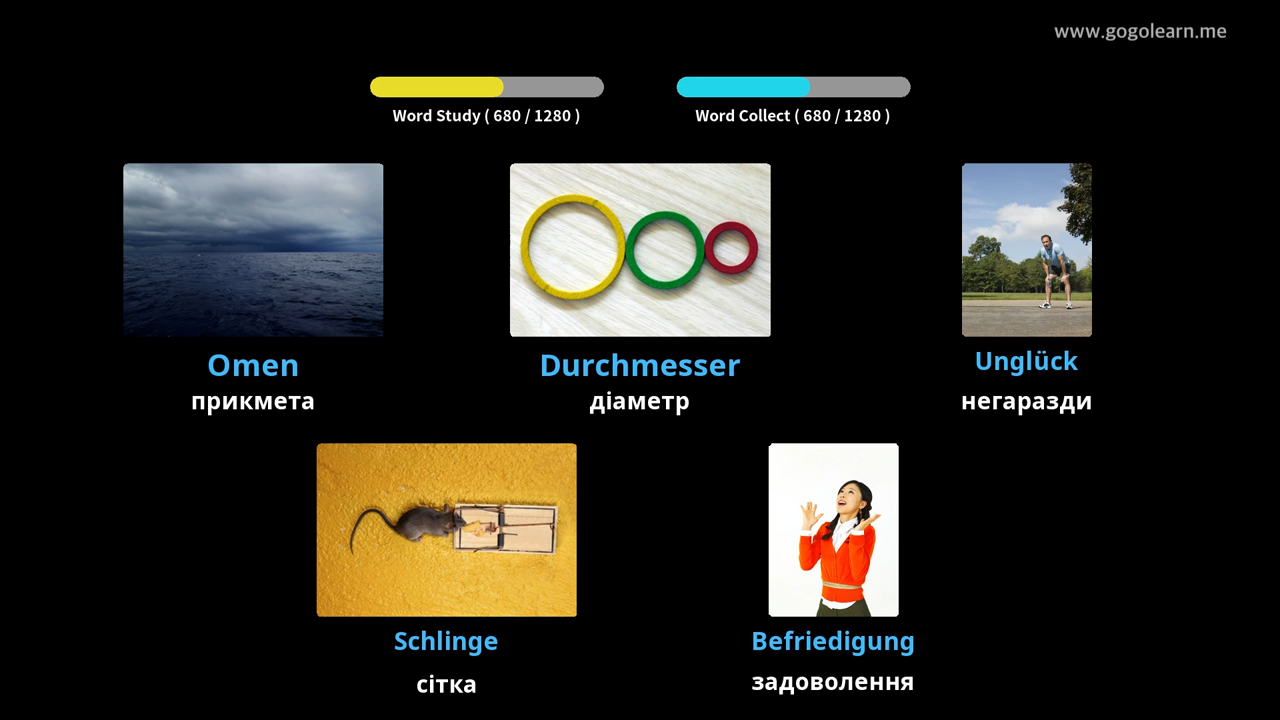 www.gogolearn.me
Word Study ( 680 / 1280 )
Word Collect ( 680 / 1280 )
Omen
прикмета
Durchmesser
діаметр
Unglück
негаразди
Schlinge
сітка
Befriedigung
задоволення